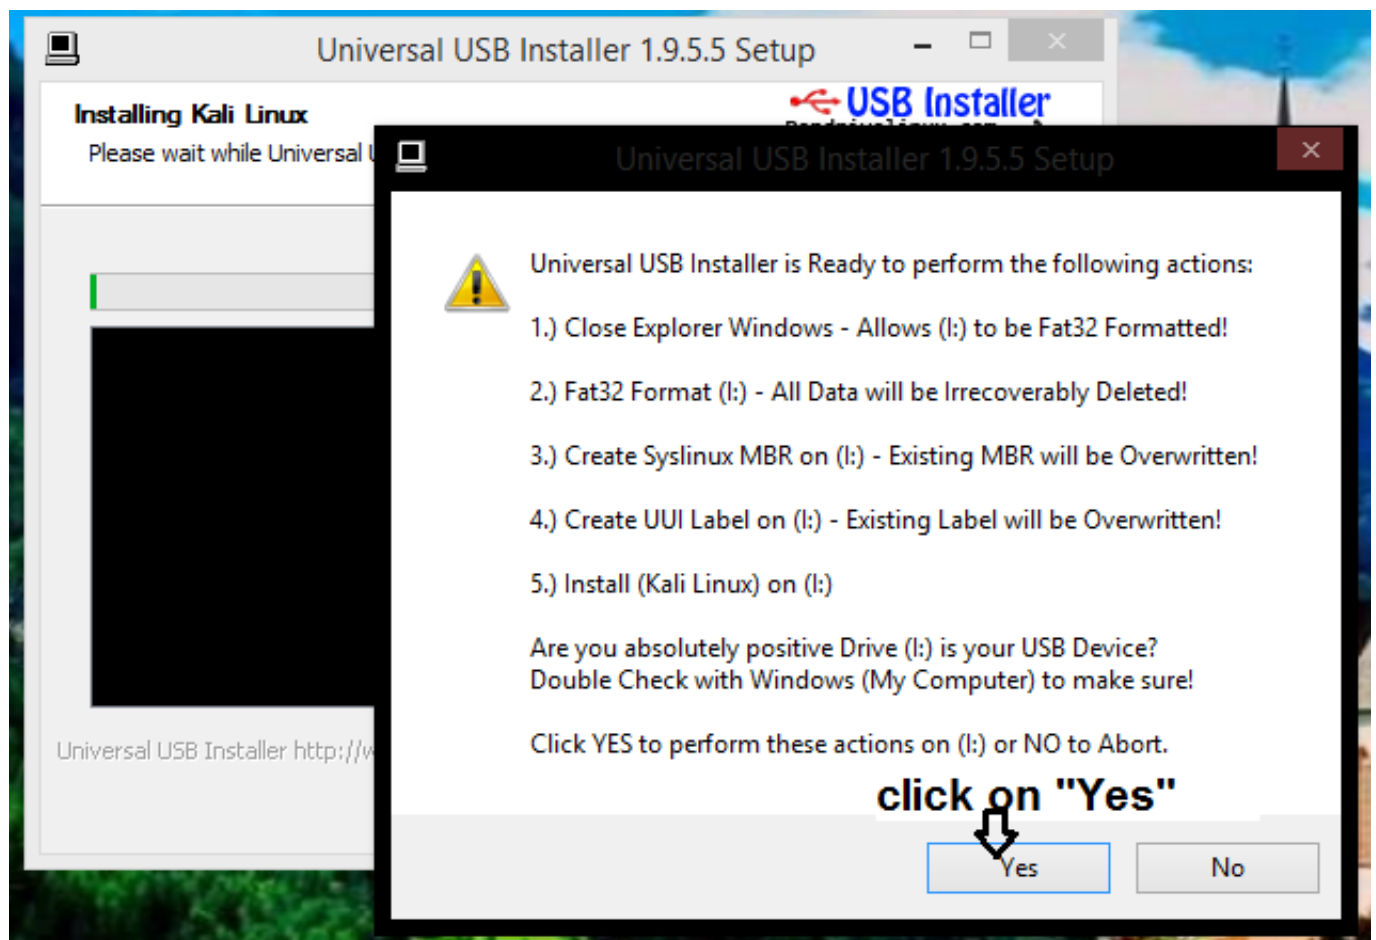 Universal USB Installer 1.9.5.5 Setup
Installing Kali Linux
USB Installer
Please wait while Universal
Universal USB Installer 1.9.5.5 Setup
Universal USB Installer is Ready to perform the following actions:
1.) Close Explorer Windows - Allows (I:) to be Fat32 Formatted!
2.) Fat32 Format (I:) - All Data will be Irrecoverably Deleted!
3.) Create Syslinux MBR on (I:) - Existing MBR will be Overwritten!
4.) Create UUI Label on (I:) - Existing Label will be Overwritten!
5.) Install (Kali Linux) on (I:)
Are you absolutely positive Drive (I:) is your USB Device?
Double Check with Windows (My Computer) to make sure!
Universal USB Installer http://w
Click YES to perform these actions on (I:) or NO to Abort.
click on "Yes"
Yes
No